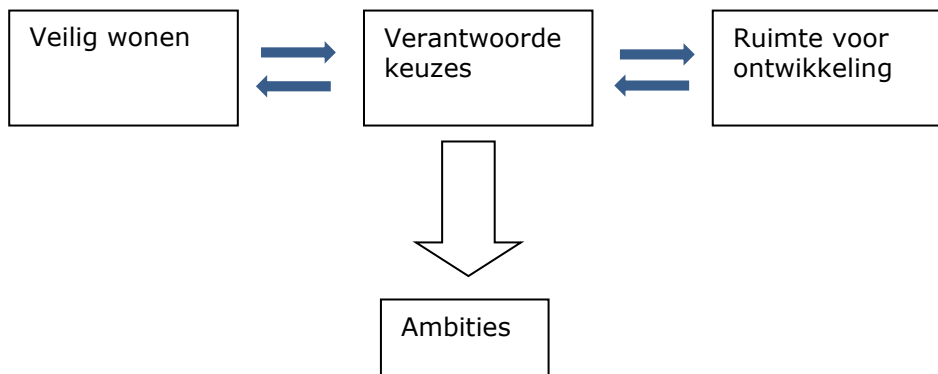 Veilig wonen
Verantwoorde
keuzes
Ruimte voor
ontwikkeling
Ambities